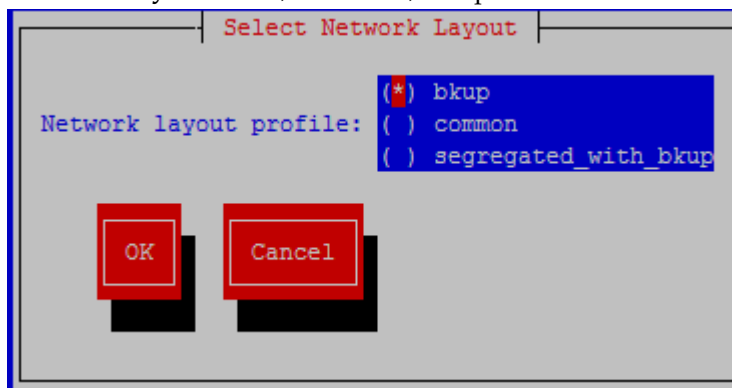 Select Network Layout
(*) bkup
Network layout profile: ( ) common
( ) segregated_with_bkup
OK Cancel